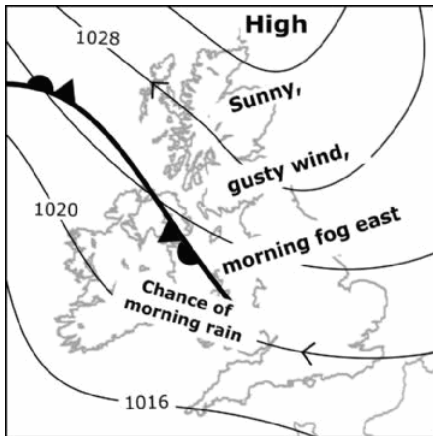 High
1028
Sunny,
gusty wind,
1020
morning fog east
Chance of
morning rain
1016